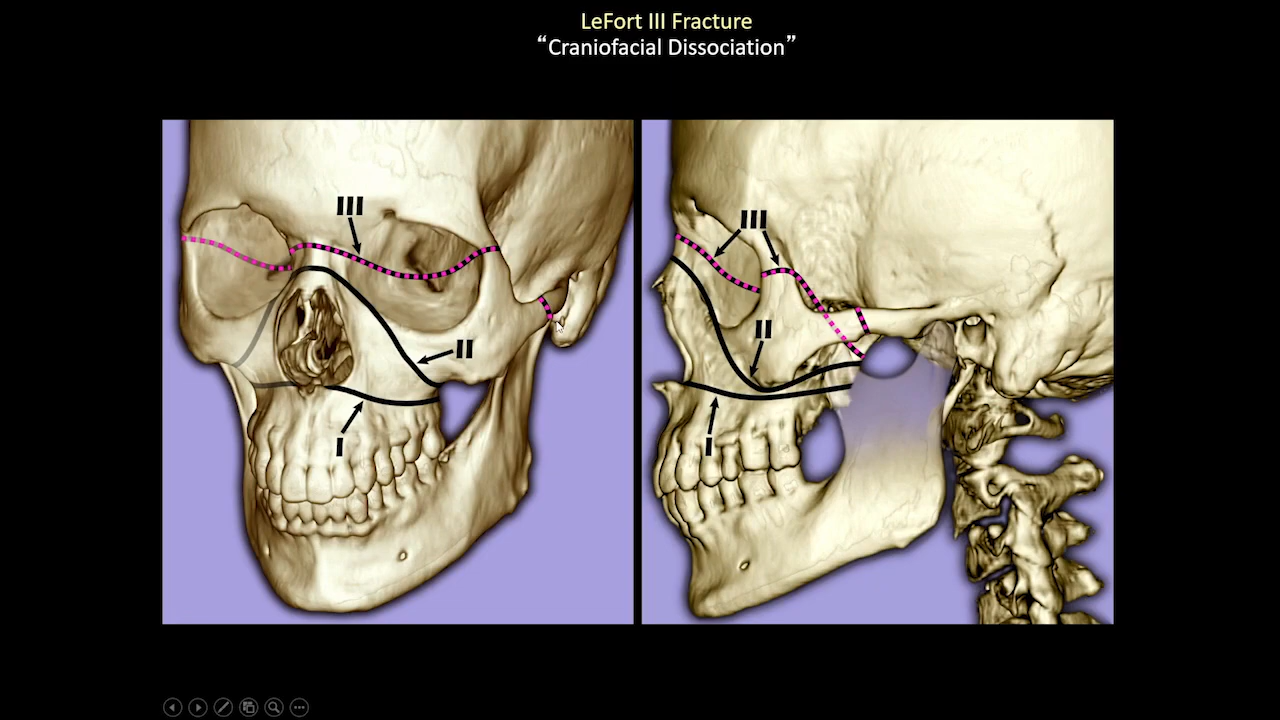 LeFort III Fracture
“Craniofacial Dissociation”
III
II
I
III
II
I